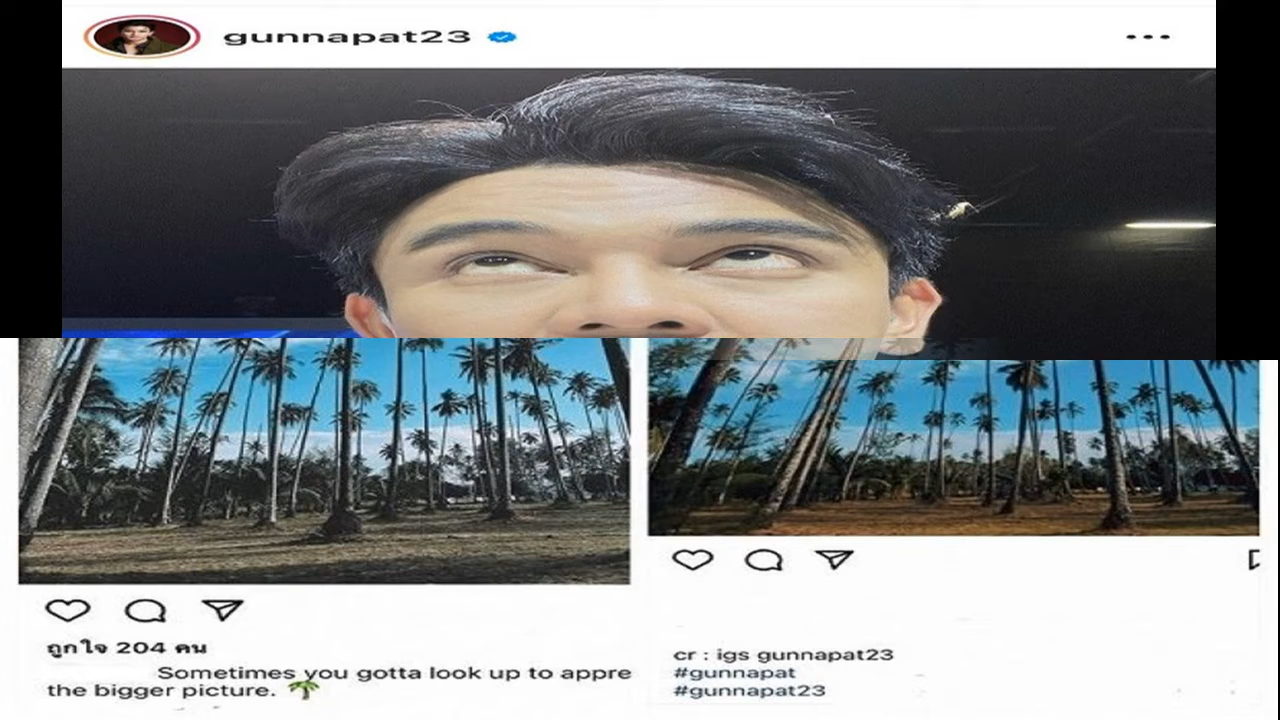 gunnapat23
ถูกใจ 204 คน
Sometimes you gotta look up to appre
the bigger picture. 🌴
cr : igs gunnapat23
#gunnapat
#gunnapat23